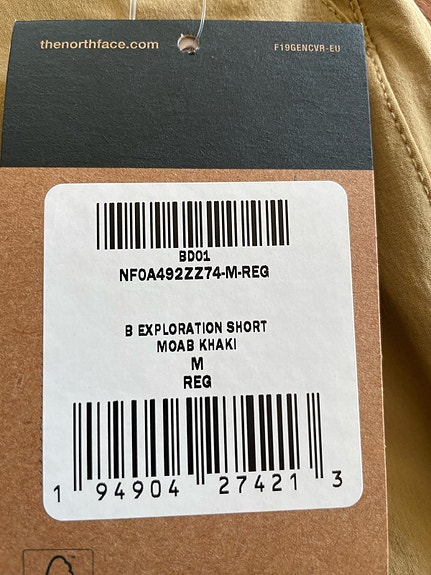 thenorthface.com
F19GENCVR-EU
BD01
NF0A492ZZ74-M-REG
B EXPLORATION SHORT
MOAB KHAKI
M
REG
1 94904 27421 3